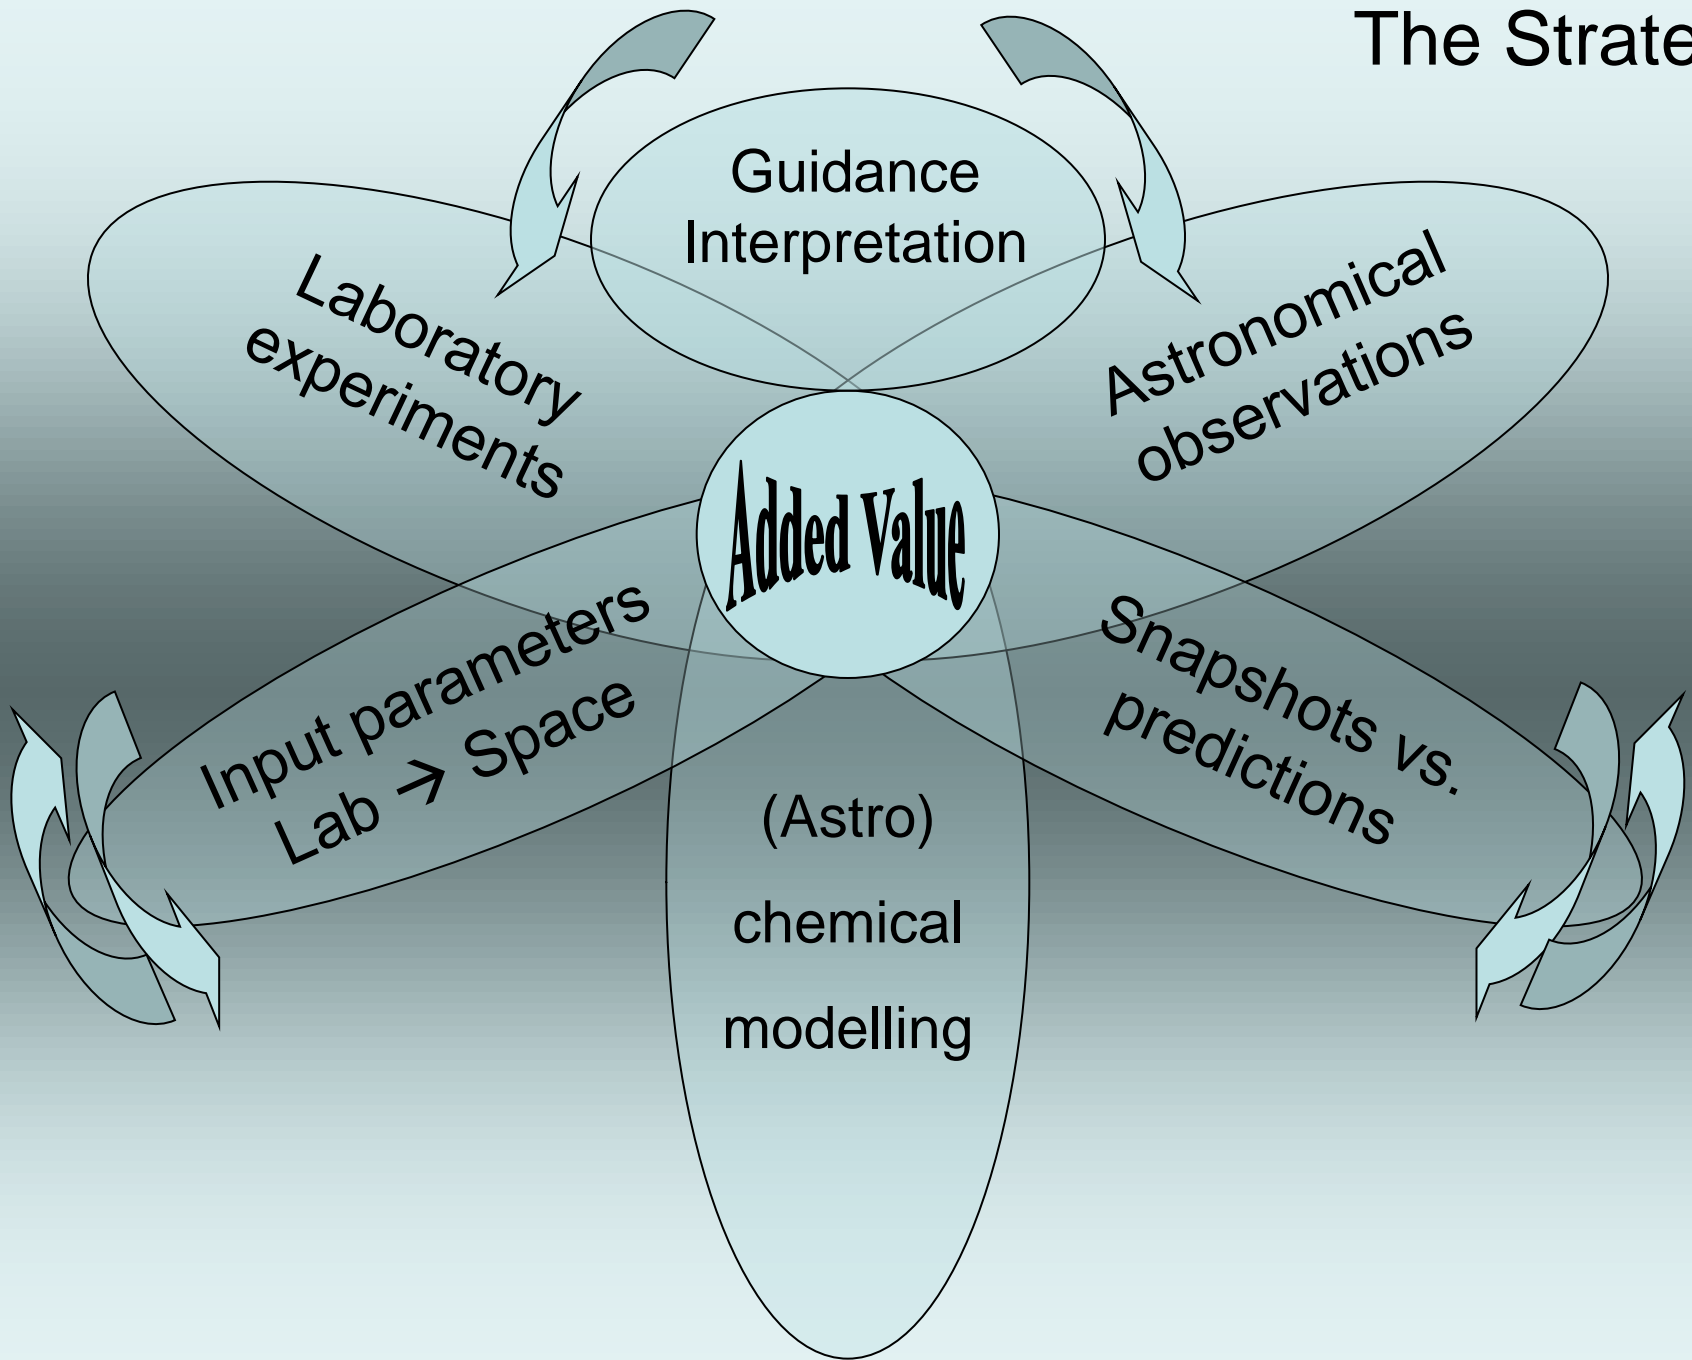 The Strate
Guidance
Interpretation
Laboratory
experiments
Astronomical
observations
Added Value
Input parameters
Lab → Space
Snapshots vs.
predictions
(Astro)
chemical
modelling